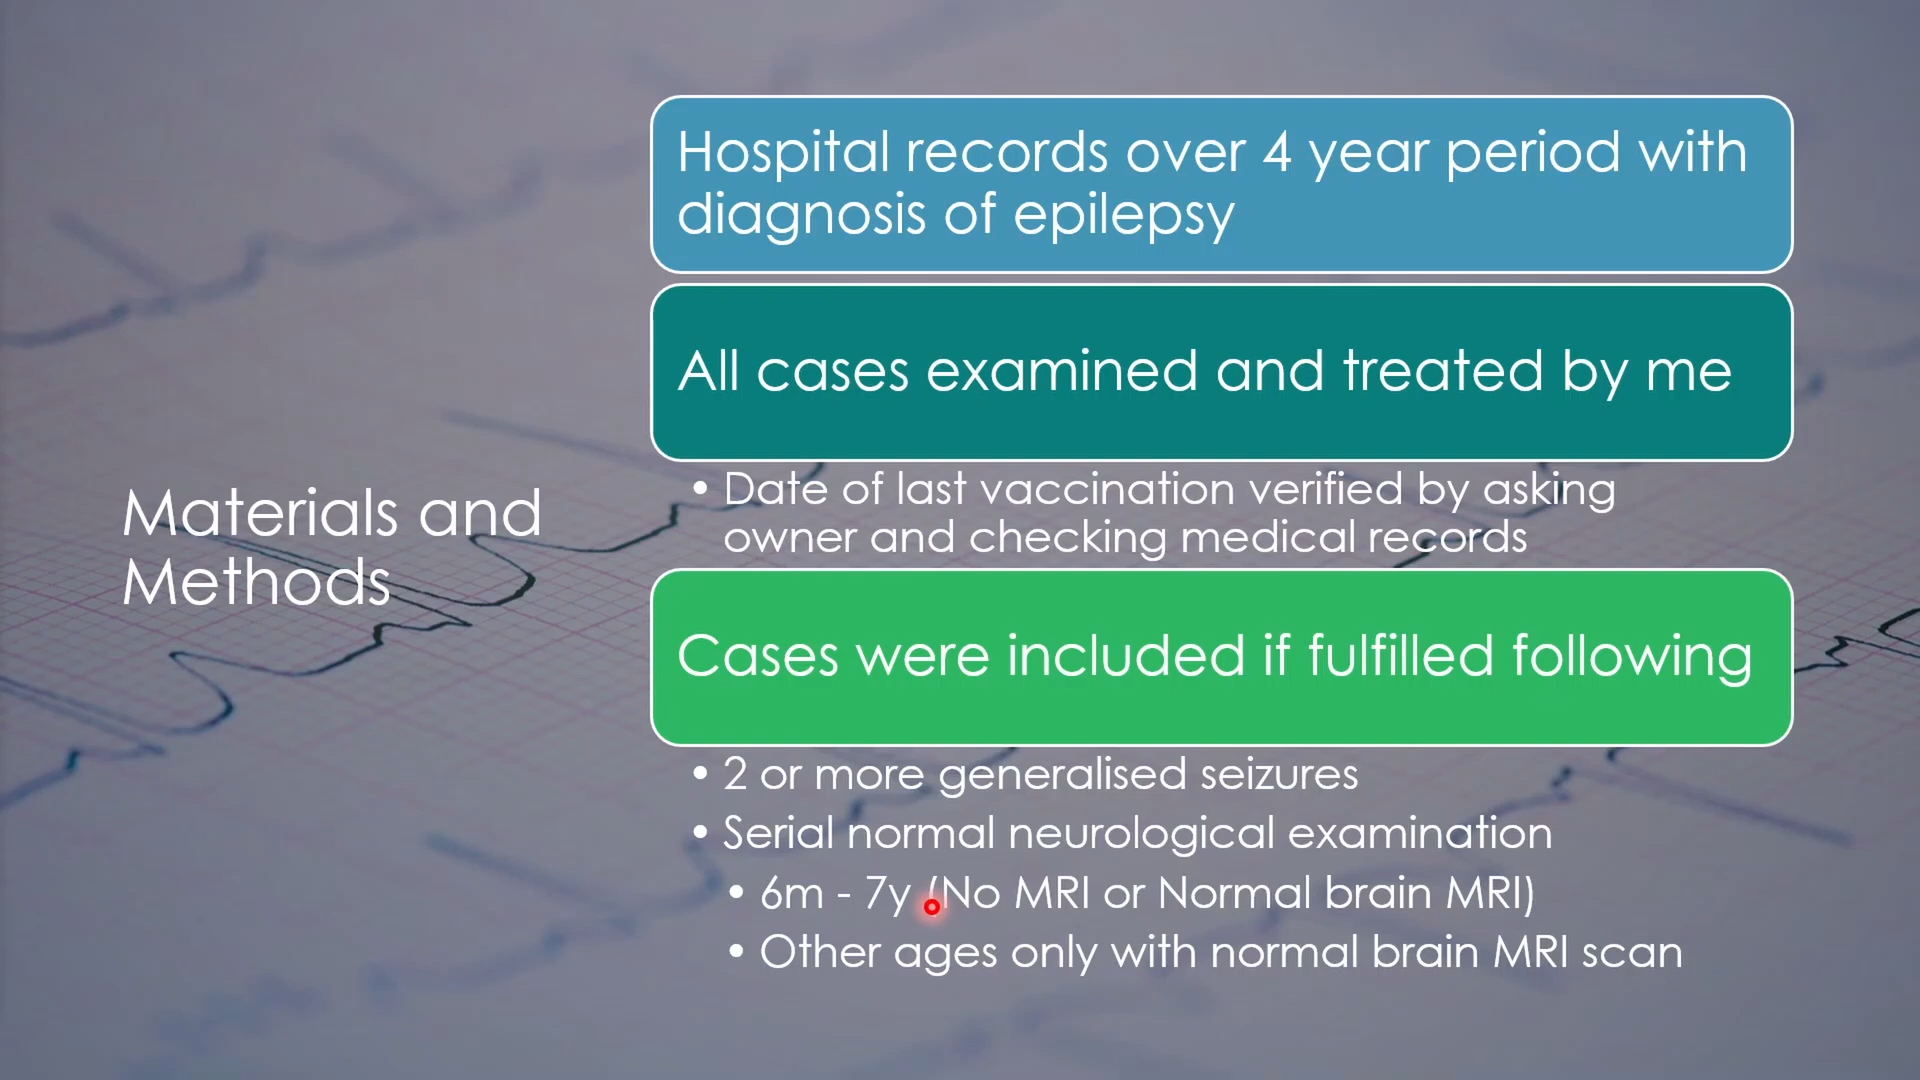 Materials and
Methods
Hospital records over 4 year period with
diagnosis of epilepsy
All cases examined and treated by me
• Date of last vaccination verified by asking
owner and checking medical records
Cases were included if fulfilled following
• 2 or more generalised seizures
• Serial normal neurological examination
• 6m - 7y (No MRI or Normal brain MRI)
• Other ages only with normal brain MRI scan